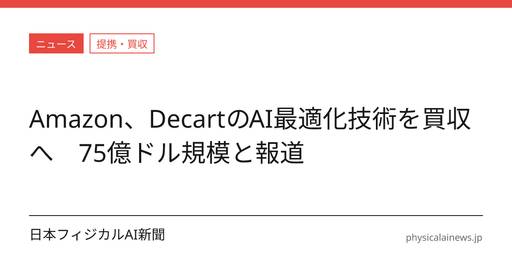 ニュース
提携・買収
Amazon、DecartのAI最適化技術を買収
へ　75億ドル規模と報道
日本フィジカルAI新聞
physicalainews.jp